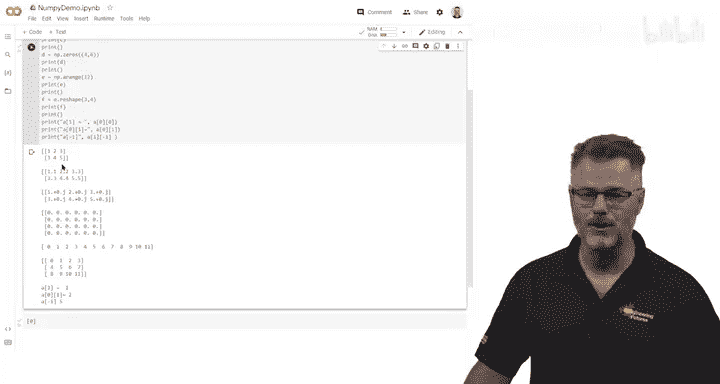 NumpyDemo.ipynb
File Edit View Insert Runtime Tools Help
Comment Share
+ Code + Text
RAM
Disk
Editing
print()
d = np.zeros((4,6))
print(d)
print()
e = np.arange(12)
print(e)
print()
f = e.reshape(3,4)
print(f)
print()
print("a[1] = ", a[0][0])
print("a[0][1]=", a[0][1])
print("a[-1]", a[1][-1] )
[[1 2 3]
[3 4 5]]
[[1.1 2.2 3.3]
[3.3 4.4 5.5]]
[[1.+0.j 2.+0.j 3.+0.j]
[3.+0.j 4.+0.j 5.+0.j]]
[[0. 0. 0. 0. 0. 0.]
[0. 0. 0. 0. 0. 0.]
[0. 0. 0. 0. 0. 0.]
[0. 0. 0. 0. 0. 0.]]
[ 0 1 2 3 4 5 6 7 8 9 10 11]
[[ 0 1 2 3]
[ 4 5 6 7]
[ 8 9 10 11]]
a[1] = 1
a[0][1]= 2
a[-1] 5
[0]